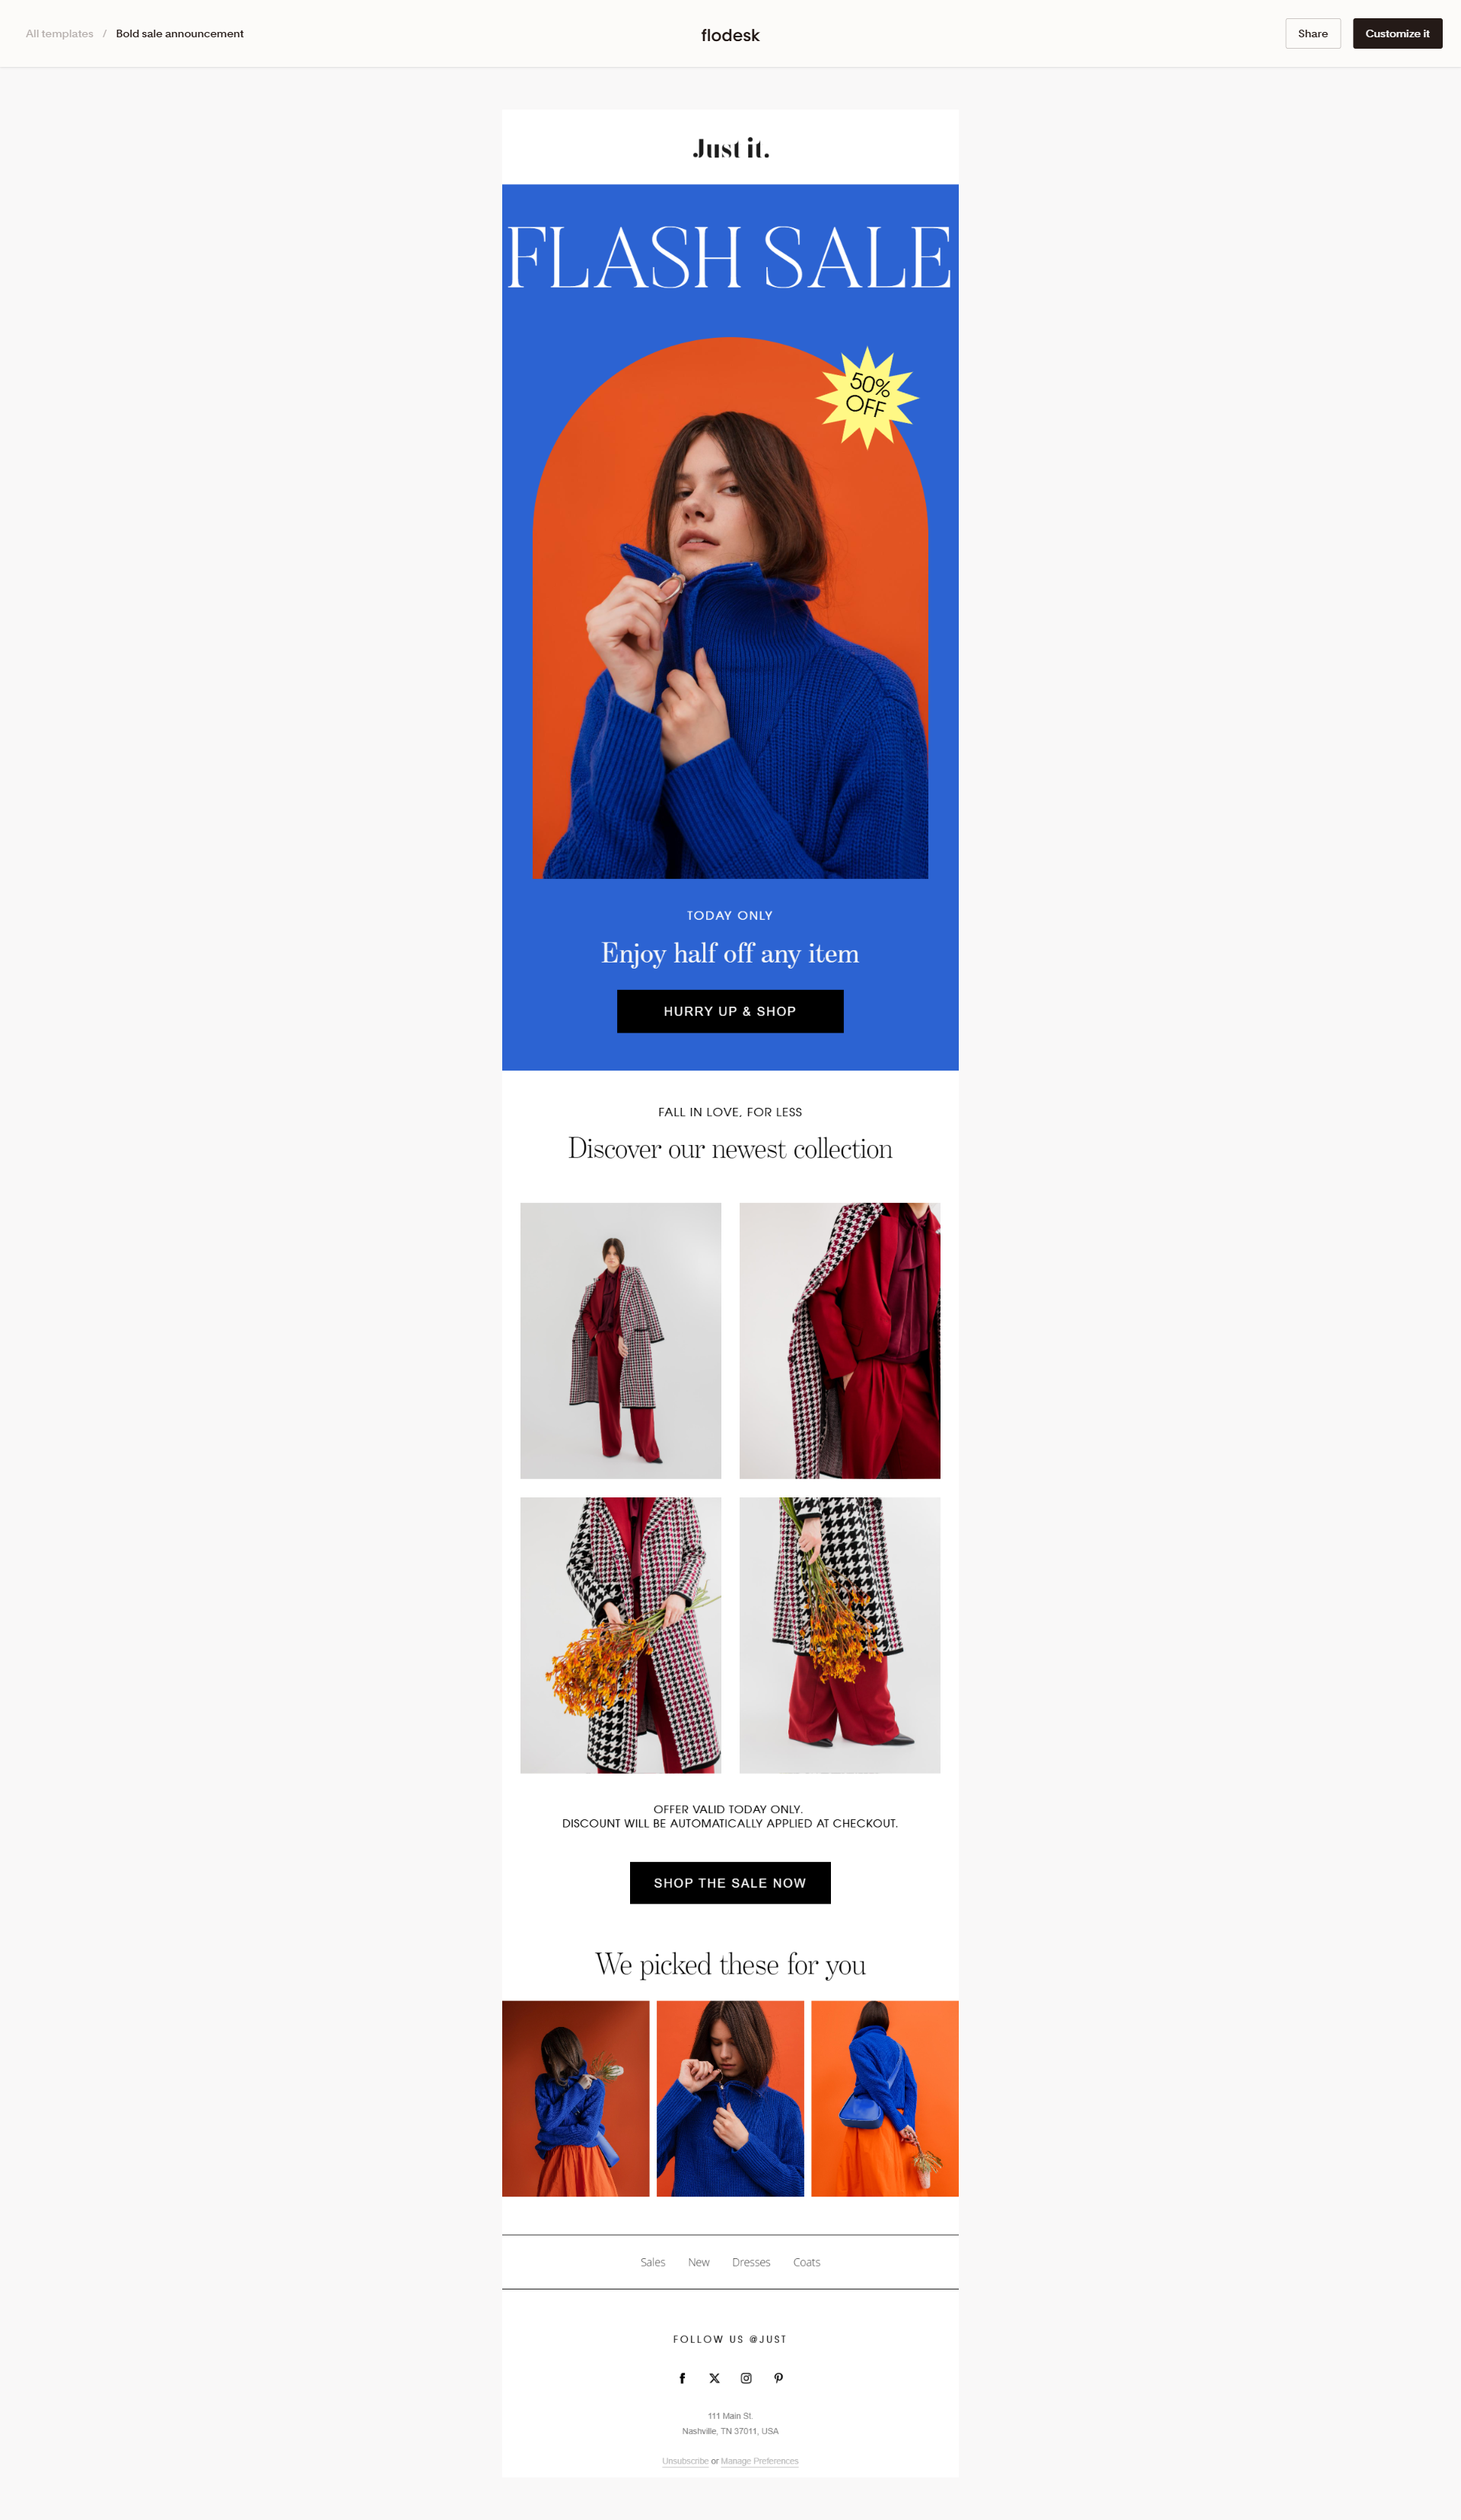 All templates / Bold sale announcement
flodesk
Share
Customize it
Just it.
FLASH SALE
50%
OFF
TODAY ONLY
Enjoy half off any item
HURRY UP & SHOP
FALL IN LOVE, FOR LESS
Discover our newest collection
OFFER VALID TODAY ONLY.
DISCOUNT WILL BE AUTOMATICALLY APPLIED AT CHECKOUT.
SHOP THE SALE NOW
We picked these for you
Sales New Dresses Coats
FOLLOW US @JUST
111 Main St.
Nashville, TN 37011, USA
Unsubscribe or Manage Preferences